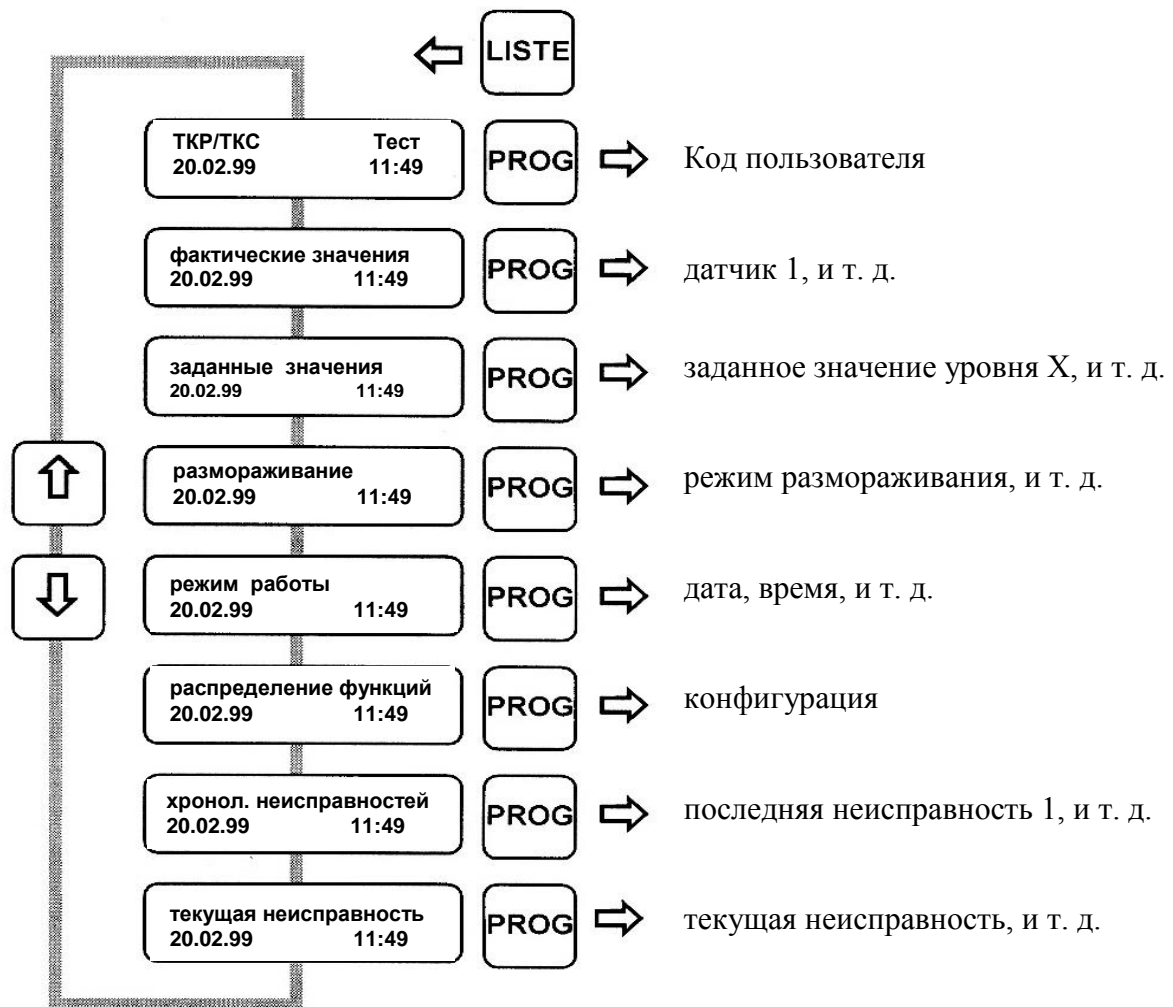 LISTE
ТКР/ТКС Тест
20.02.99 11:49
PROG
Код пользователя
фактические значения
20.02.99 11:49
PROG
датчик 1, и т. д.
заданные значения
20.02.99 11:49
PROG
заданное значение уровня X, и т. д.
размораживание
20.02.99 11:49
PROG
режим размораживания, и т. д.
режим работы
20.02.99 11:49
PROG
дата, время, и т. д.
распределение функций
20.02.99 11:49
PROG
конфигурация
хронол. неисправностей
20.02.99 11:49
PROG
последняя неисправность 1, и т. д.
текущая неисправность
20.02.99 11:49
PROG
текущая неисправность, и т. д.